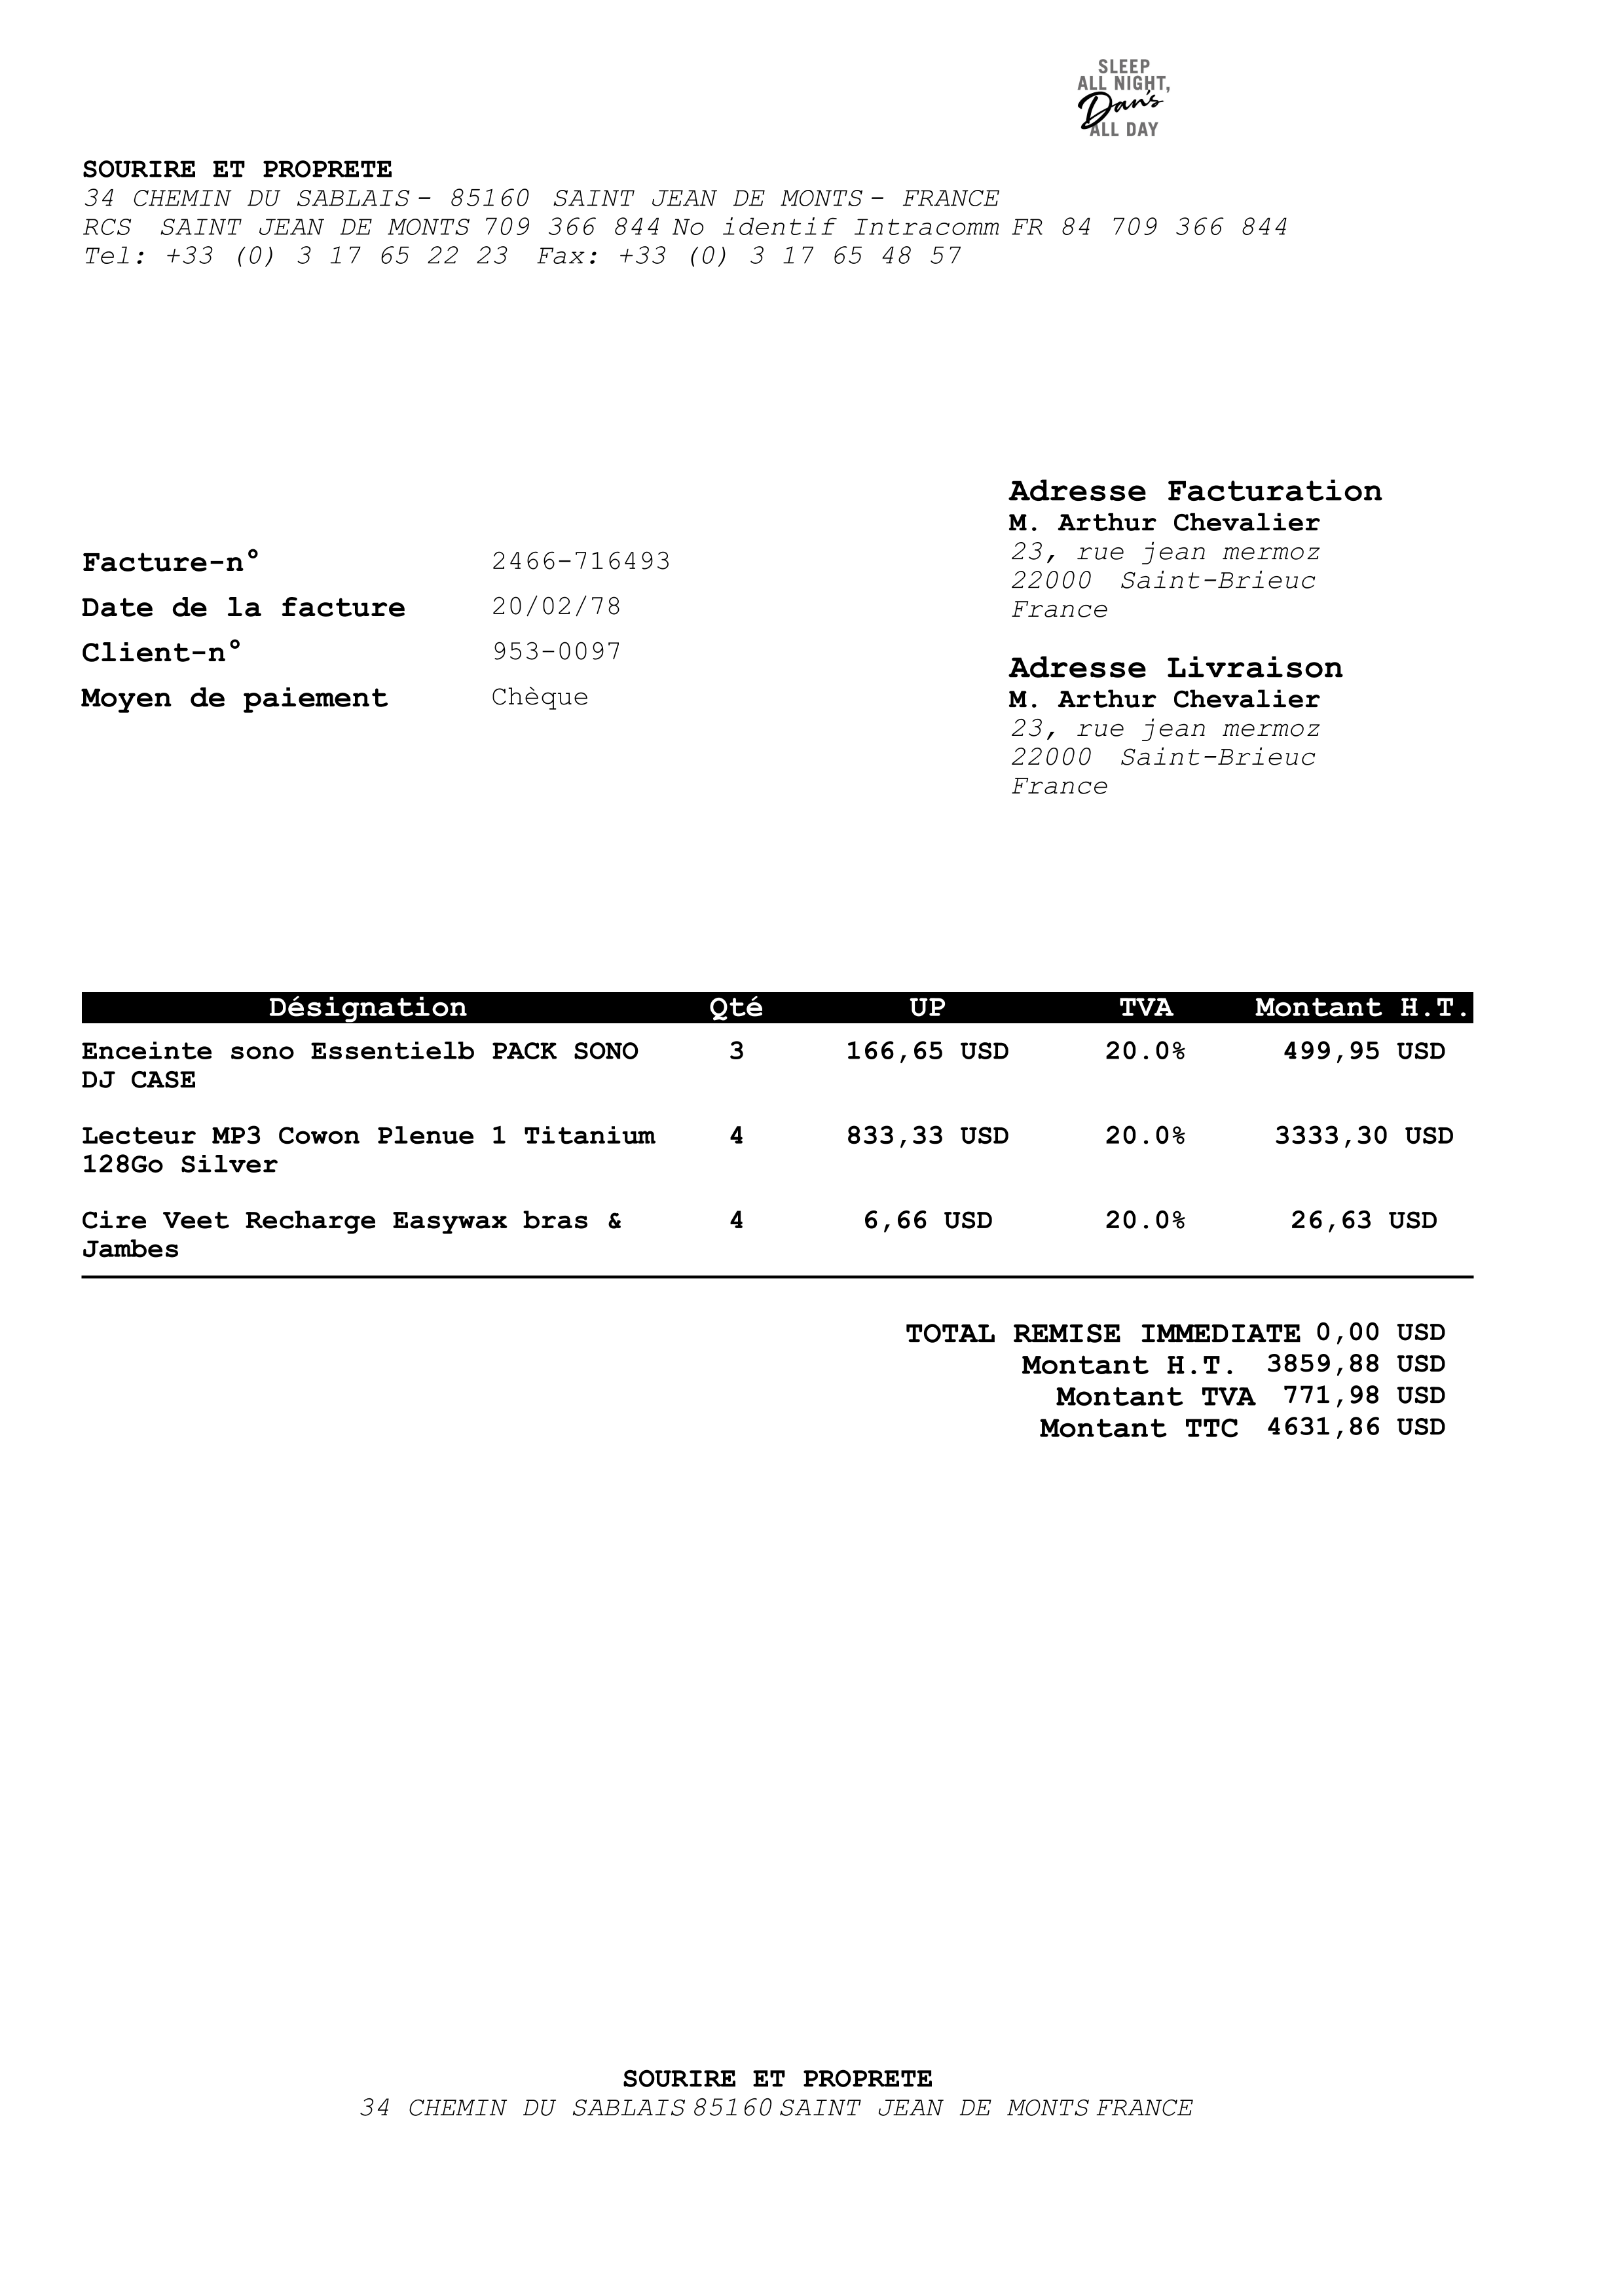 SLEEP
ALL NIGHT,
Dan's
ALL DAY
SOURIRE ET PROPRETE
34 CHEMIN DU SABLAIS - 85160 SAINT JEAN DE MONTS - FRANCE
RCS SAINT JEAN DE MONTS 709 366 844 No identif Intracomm FR 84 709 366 844
Tel: +33 (0) 3 17 65 22 23 Fax: +33 (0) 3 17 65 48 57
Facture-n° 2466-716493
Date de la facture 20/02/78
Client-n° 953-0097
Moyen de paiement Chèque
Adresse Facturation
M. Arthur Chevalier
23, rue jean mermoz
22000 Saint-Brieuc
France
Adresse Livraison
M. Arthur Chevalier
23, rue jean mermoz
22000 Saint-Brieuc
France
Désignation Qté UP TVA Montant H.T.
Enceinte sono Essentielb PACK SONO 3 166,65 USD 20.0% 499,95 USD
DJ CASE
Lecteur MP3 Cowon Plenue 1 Titanium 4 833,33 USD 20.0% 3333,30 USD
128Go Silver
Cire Veet Recharge Easywax bras & 4 6,66 USD 20.0% 26,63 USD
Jambes
TOTAL REMISE IMMEDIATE 0,00 USD
Montant H.T. 3859,88 USD
Montant TVA 771,98 USD
Montant TTC 4631,86 USD
SOURIRE ET PROPRETE
34 CHEMIN DU SABLAIS 85160 SAINT JEAN DE MONTS FRANCE